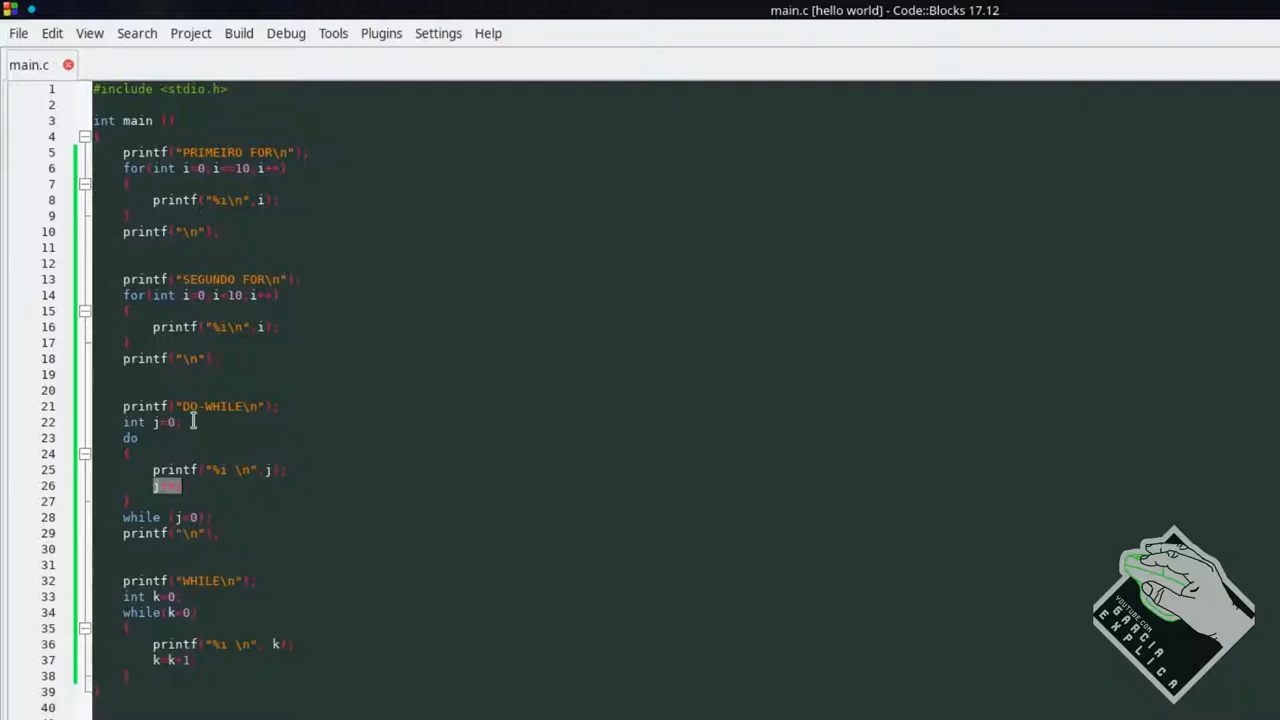 main.c [hello world] - Code::Blocks 17.12
File Edit View Search Project Build Debug Tools Plugins Settings Help
main.c
1 #include <stdio.h>
2
3 int main ()
4 {
5 printf("PRIMEIRO FOR\n");
6 for(int i=0;i<=10;i++)
7 {
8 printf("%i\n",i);
9 }
10 printf("\n");
11
12
13 printf("SEGUNDO FOR\n");
14 for(int i=0;i<10;i++)
15 {
16 printf("%i\n",i);
17 }
18 printf("\n");
19
20
21 printf("DO-WHILE\n");
22 int j=0;
23 do
24 {
25 printf("%i \n",j);
26 j++;
27 }
28 while (j<0);
29 printf("\n");
30
31
32 printf("WHILE\n");
33 int k=0;
34 while(k<0)
35 {
36 printf("%i \n", k);
37 k=k+1;
38 }
39 }
40
YOUTUBE.COM
EGARCIA
EXPLICA